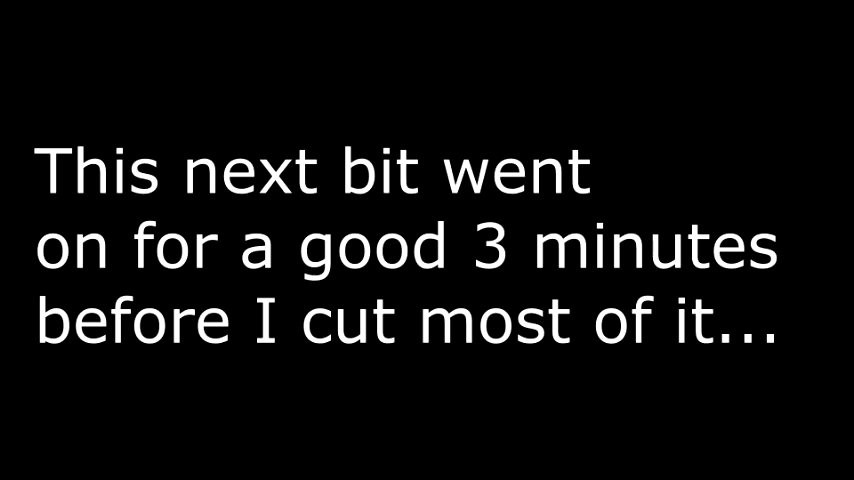 This next bit went
on for a good 3 minutes
before I cut most of it...